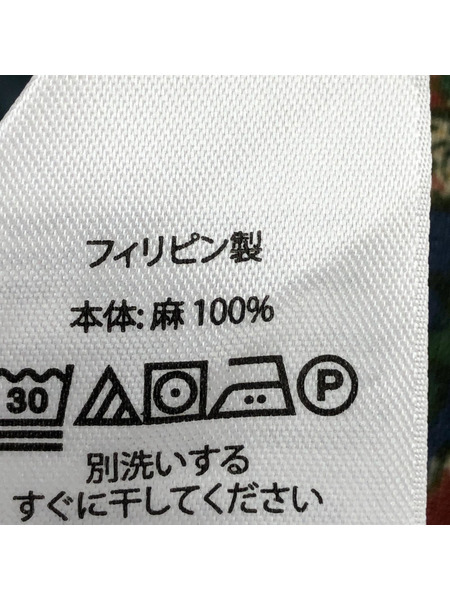 フィリピン製
本体: 麻 100%
30 P
別洗いする
すぐに干してください